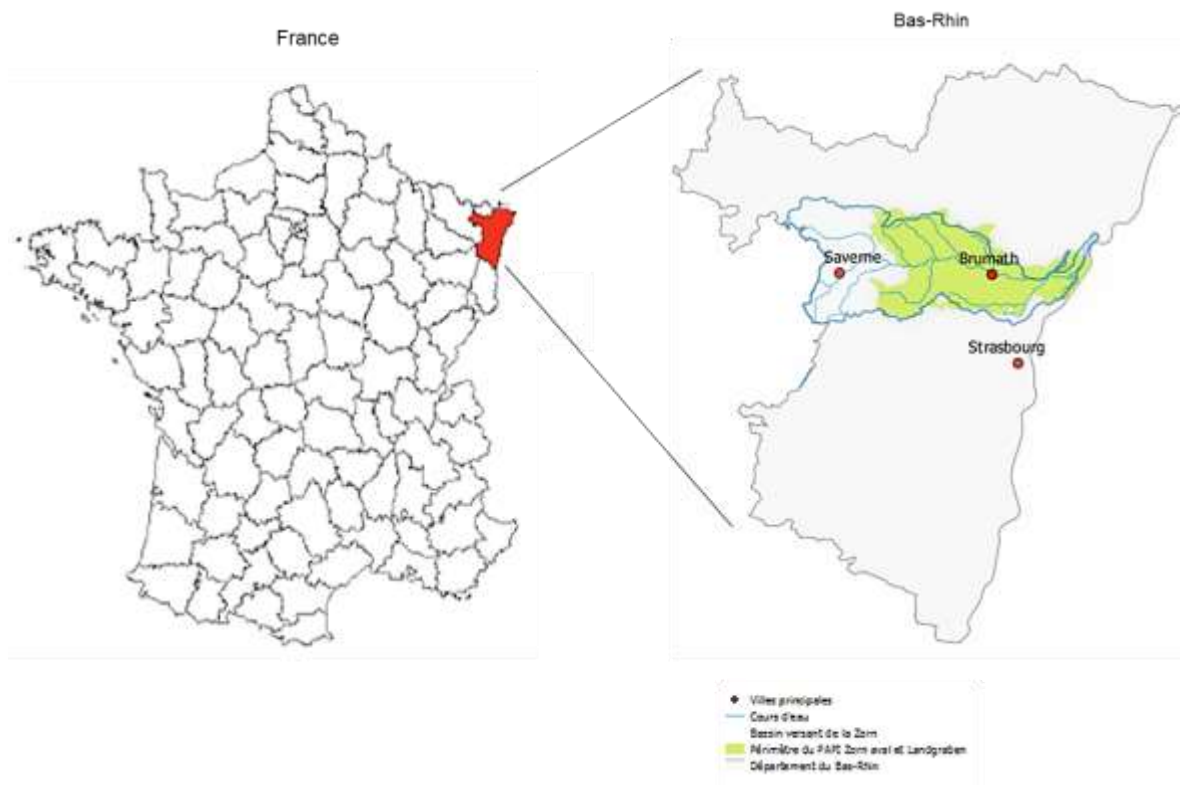 France
Bas-Rhin
Saverne
Brumath
Strasbourg
Villes principales
Cours d'eau
Bassin versant de la Zorn
Périmètre du PAPI Zorn aval et Landgraben
Département du Bas-Rhin